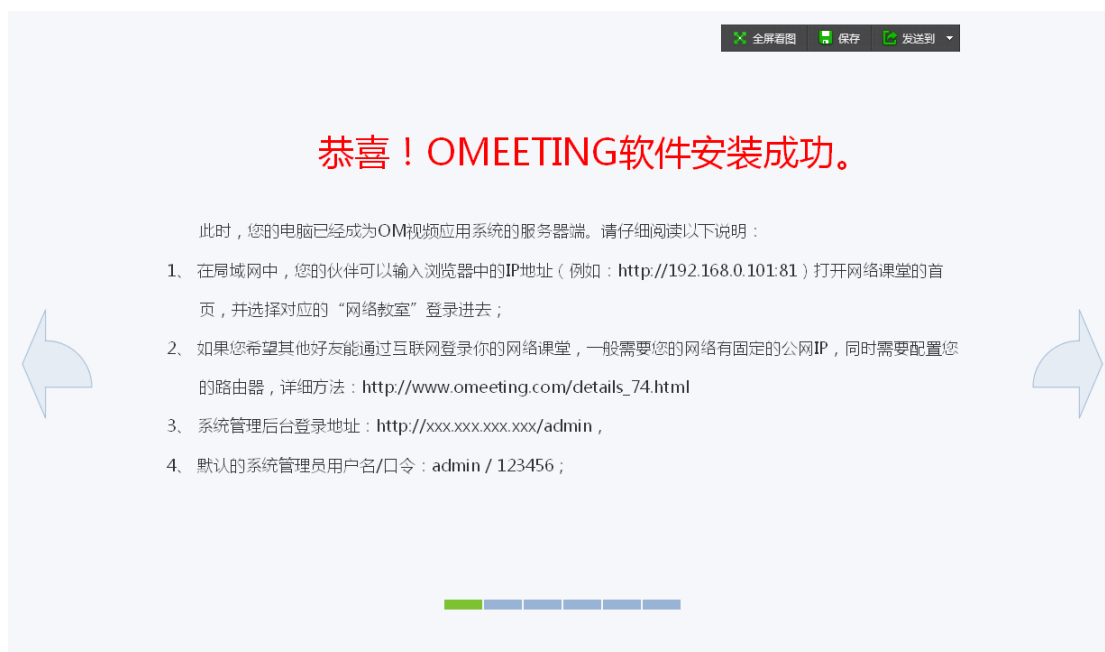 全屏看图 保存 发送到
恭喜！OMEETING软件安装成功。
此时，您的电脑已经成为OM视频应用系统的服务器端。请仔细阅读以下说明：
1、 在局域网中，您的伙伴可以输入浏览器中的IP地址（例如：http://192.168.0.101:81）打开网络课堂的首
页，并选择对应的“网络教室”登录进去；
2、 如果您希望其他好友能通过互联网登录你的网络课堂，一般需要您的网络有固定的公网IP，同时需要配置您
的路由器，详细方法：http://www.omeeting.com/details_74.html
3、 系统管理后台登录地址：http://xxx.xxx.xxx.xxx/admin，
4、 默认的系统管理员用户名/口令：admin / 123456；